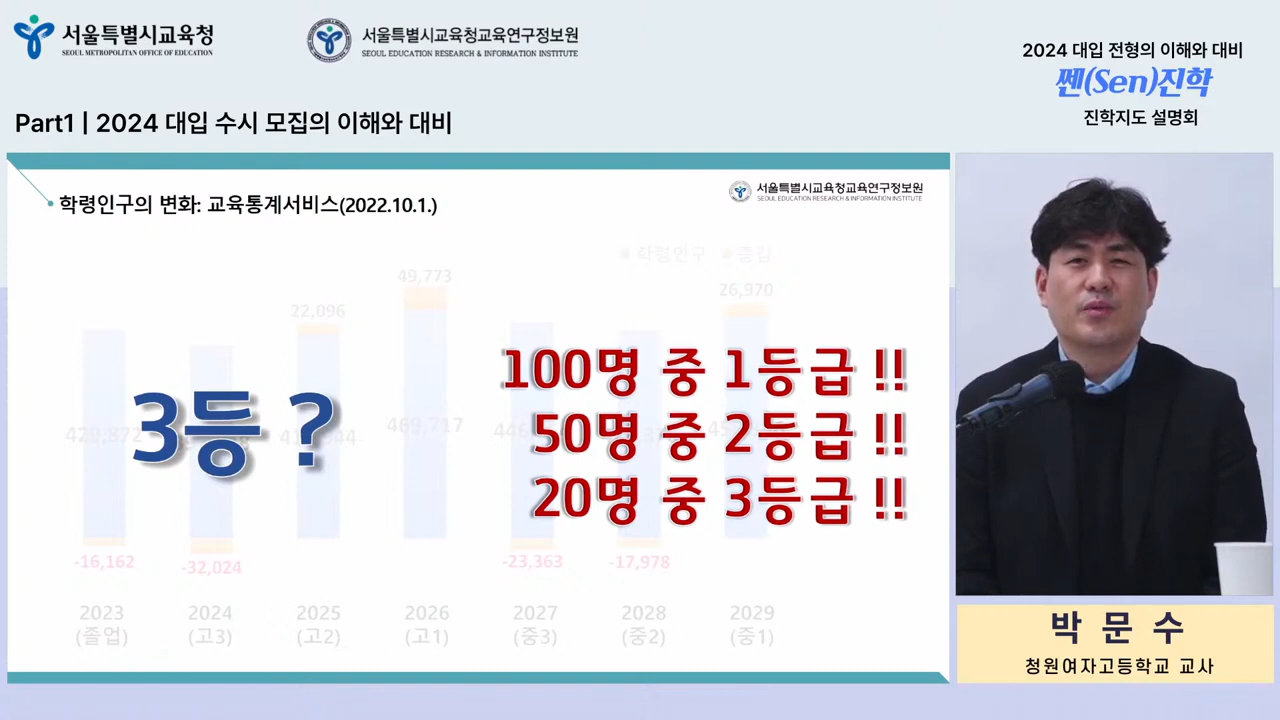 서울특별시교육청
SEOUL METROPOLITAN OFFICE OF EDUCATION
서울특별시교육청교육연구정보원
SEOUL EDUCATION RESEARCH & INFORMATION INSTITUTE
2024 대입 전형의 이해와 대비
쎈(Sen)진학
진학지도 설명회
Part1 | 2024 대입 수시 모집의 이해와 대비
학령인구의 변화: 교육통계서비스(2022.10.1.)
서울특별시교육청교육연구정보원
SEOUL EDUCATION RESEARCH & INFORMATION INSTITUTE
학령인구 증감
49,773
26,970
22,096
100명 중 1등급 !!
3등 ?
50명 중 2등급 !!
469,717
20명 중 3등급 !!
-16,162
-32,024
-23,363
-17,978
2023 2024 2025 2026 2027 2028 2029
(졸업) (고3) (고2) (고1) (중3) (중2) (중1)
박 문 수
청원여자고등학교 교사